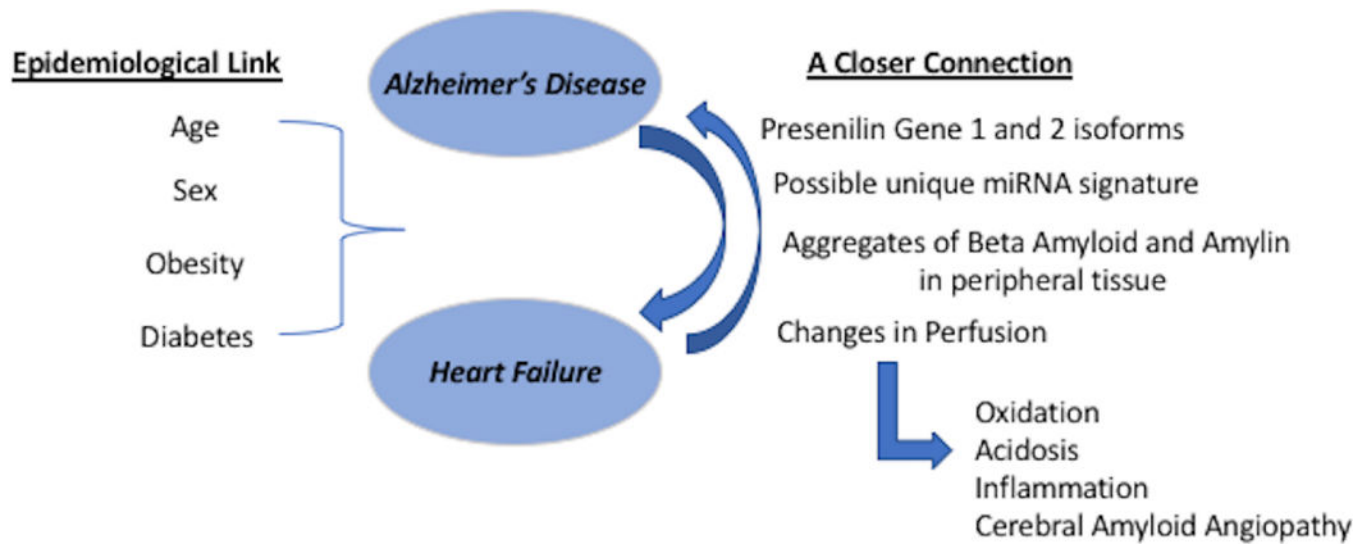 Epidemiological Link
Age
Sex
Obesity
Diabetes
Alzheimer's Disease
Heart Failure
A Closer Connection
Presenilin Gene 1 and 2 isoforms
Possible unique miRNA signature
Aggregates of Beta Amyloid and Amylin
in peripheral tissue
Changes in Perfusion
Oxidation
Acidosis
Inflammation
Cerebral Amyloid Angiopathy